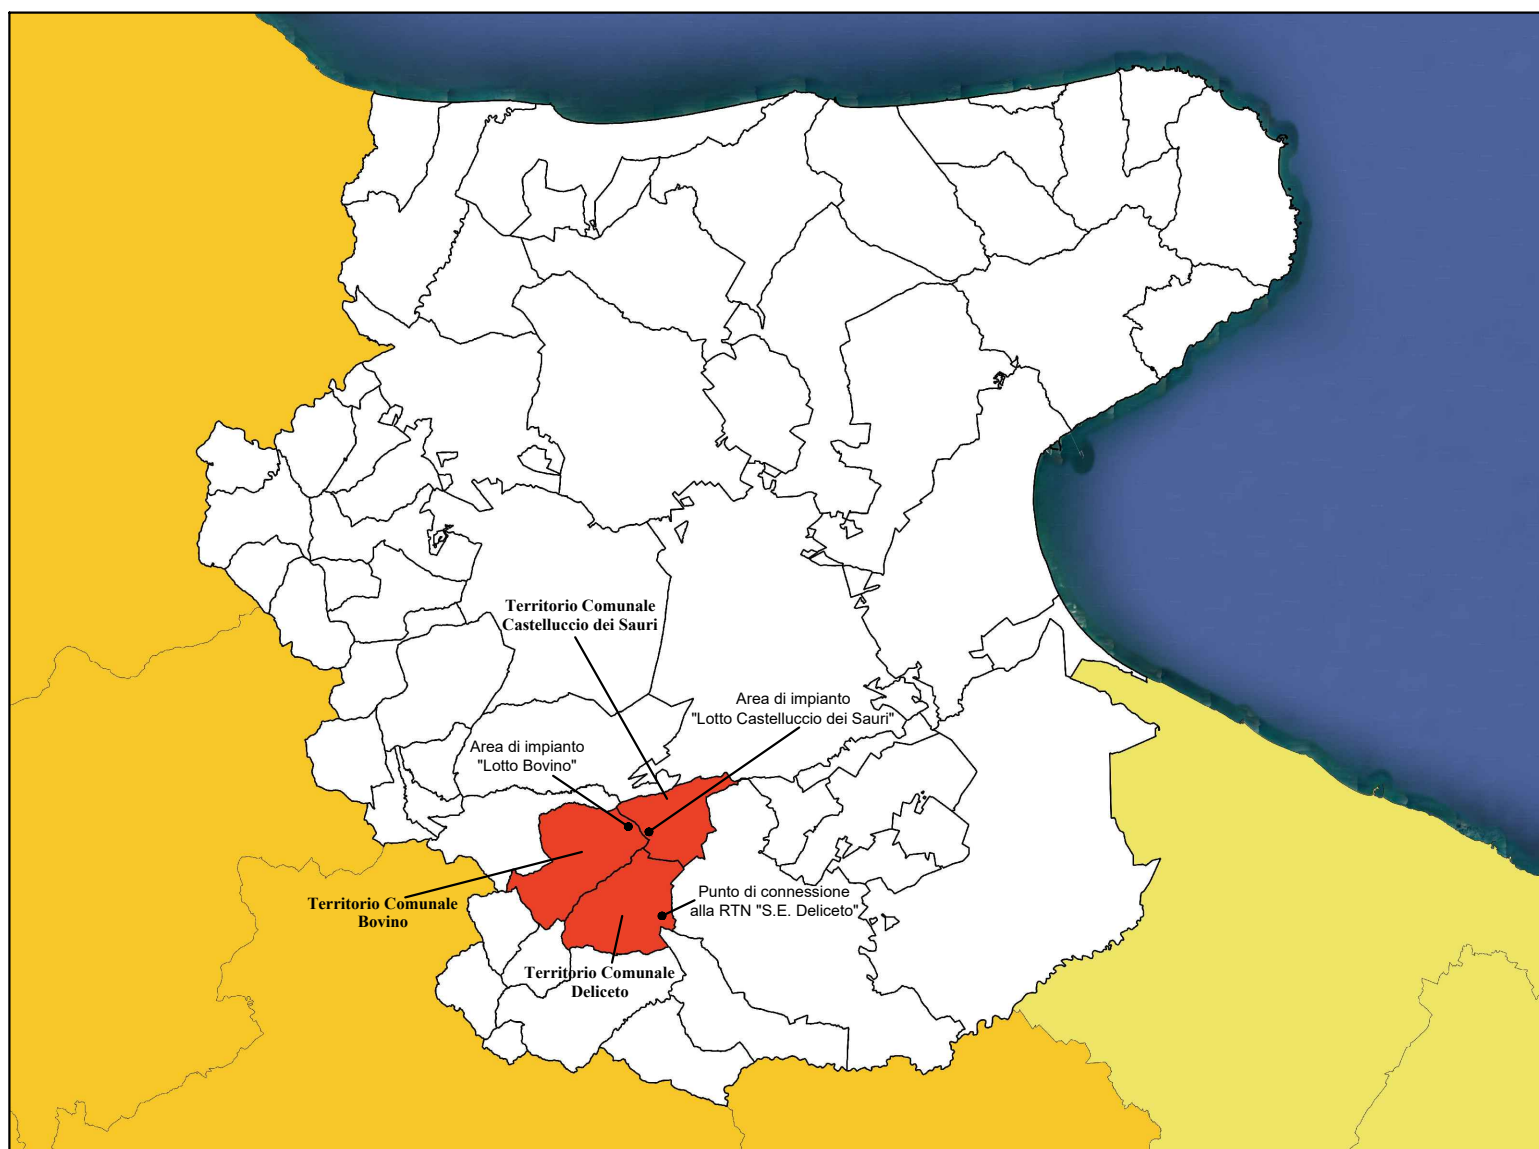 Territorio Comunale
Castelluccio dei Sauri
Area di impianto
"Lotto Castelluccio dei Sauri"
Area di impianto
"Lotto Bovino"
Punto di connessione
alla RTN "S.E. Deliceto"
Territorio Comunale
Bovino
Territorio Comunale
Deliceto